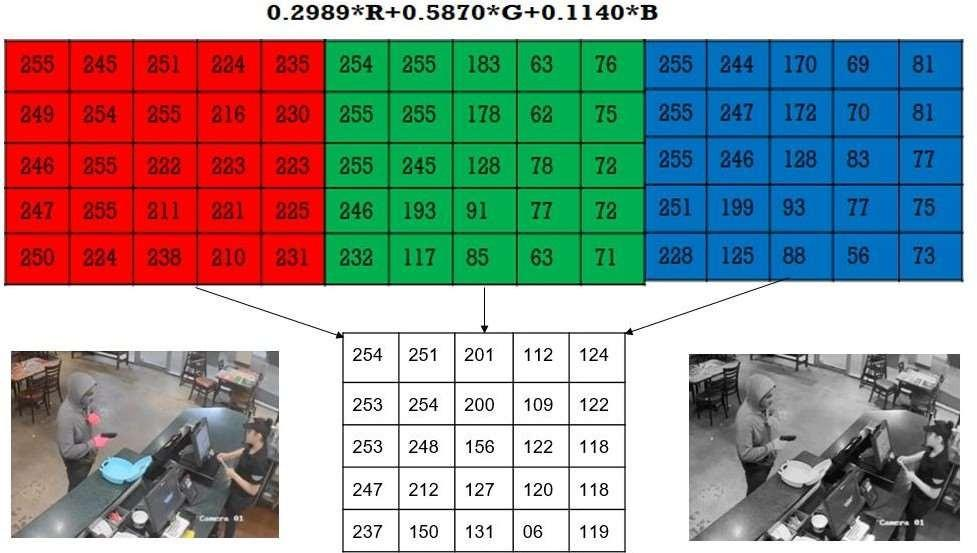 0.2989*R+0.5870*G+0.1140*B
255 245 251 224 235 254 255 183 63 76 255 244 170 69 81
249 254 255 216 230 255 255 178 62 75 255 247 172 70 81
246 255 222 223 223 255 245 128 78 72 255 246 128 83 77
247 255 211 221 225 246 193 91 77 72 251 199 93 77 75
250 224 238 210 231 232 117 85 63 71 228 125 88 56 73
254 251 201 112 124
253 254 200 109 122
253 248 156 122 118
247 212 127 120 118
237 150 131 06 119
Camera 01
Camera 01